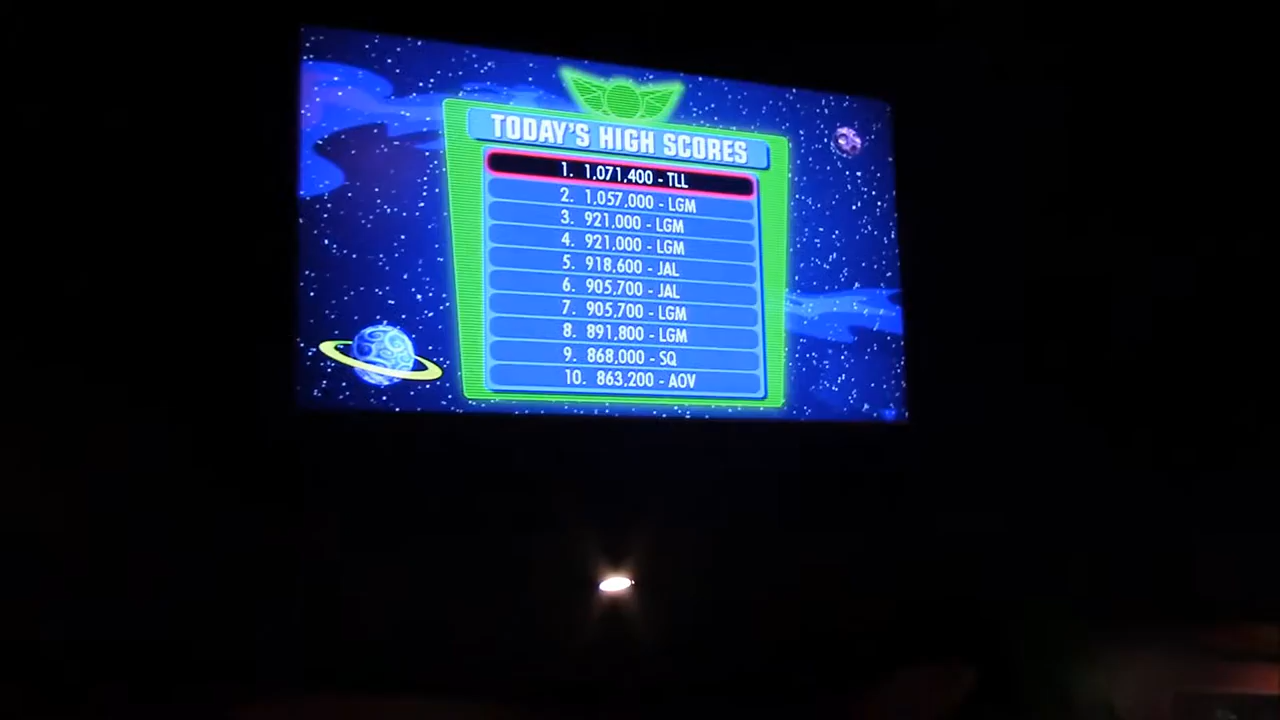 TODAY'S HIGH SCORES
1. 1,071,400 - TLL
2. 1,057,000 - LGM
3. 921,000 - LGM
4. 921,000 - LGM
5. 918,600 - JAL
6. 905,700 - JAL
7. 905,700 - LGM
8. 891,800 - LGM
9. 868,000 - SQ
10. 863,200 - AOV